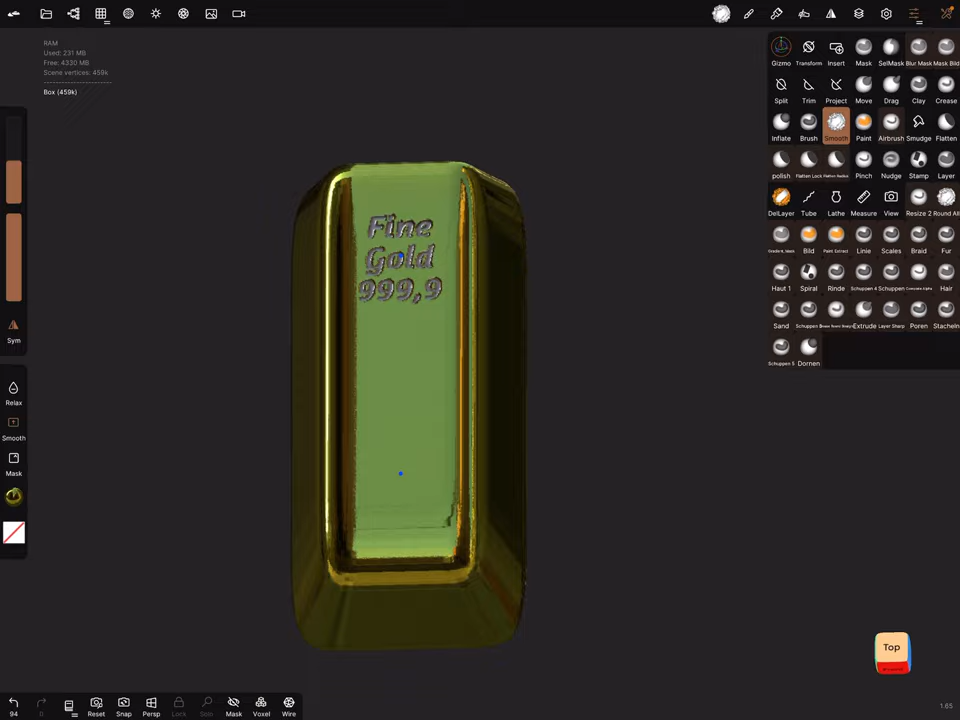 RAM
Used: 231 MB
Free: 4330 MB
Scene vertices: 459k
Box (459k)
Gizmo Transform Insert Mask SelMask Blur Mask Mask Bild
Split Trim Project Move Drag Clay Crease
Inflate Brush Smooth Paint Airbrush Smudge Flatten
polish Flatten Lock Pinch Nudge Stamp Layer
DelLayer Tube Lathe Measure View Resize 2 Round All
Bild Paint Extract Linie Scales Braid Fur
Haut 1 Spiral Rinde Schuppen 4 Schuppen Hair
Sand Schuppen Extrude Layer Sharp Poren Stacheln
Schuppen 5 Dornen
Fine
Gold
999,9
Sym
Relax
Smooth
Mask
Top
94 0 Reset Snap Persp Lock Solo Mask Voxel Wire
1.65